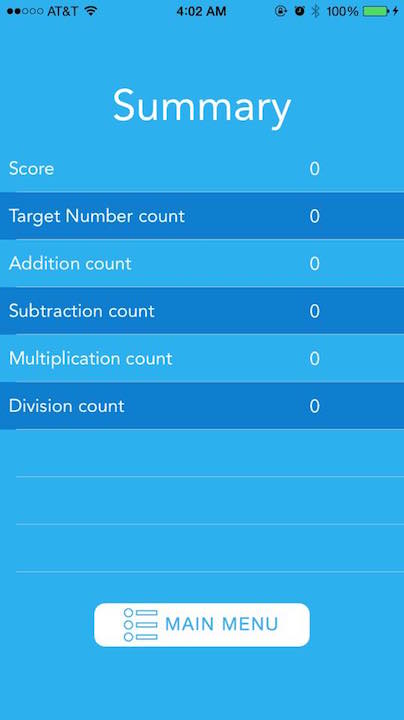 AT&T 4:02 AM 100%
Summary
Score 0
Target Number count 0
Addition count 0
Subtraction count 0
Multiplication count 0
Division count 0
MAIN MENU